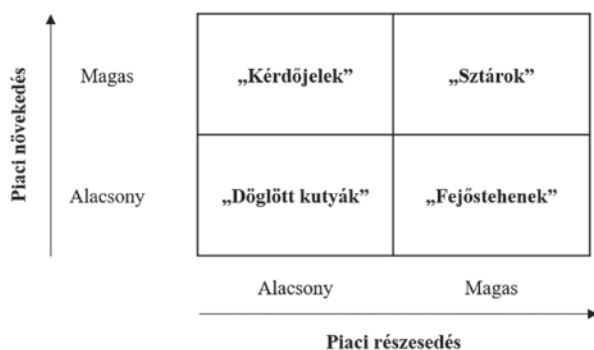 Piaci növekedés
Magas
„Kérdőjelek”
„Sztárok”
Alacsony
„Döglött kutyák”
„Fejőstehenek”
Alacsony
Magas
Piaci részesedés